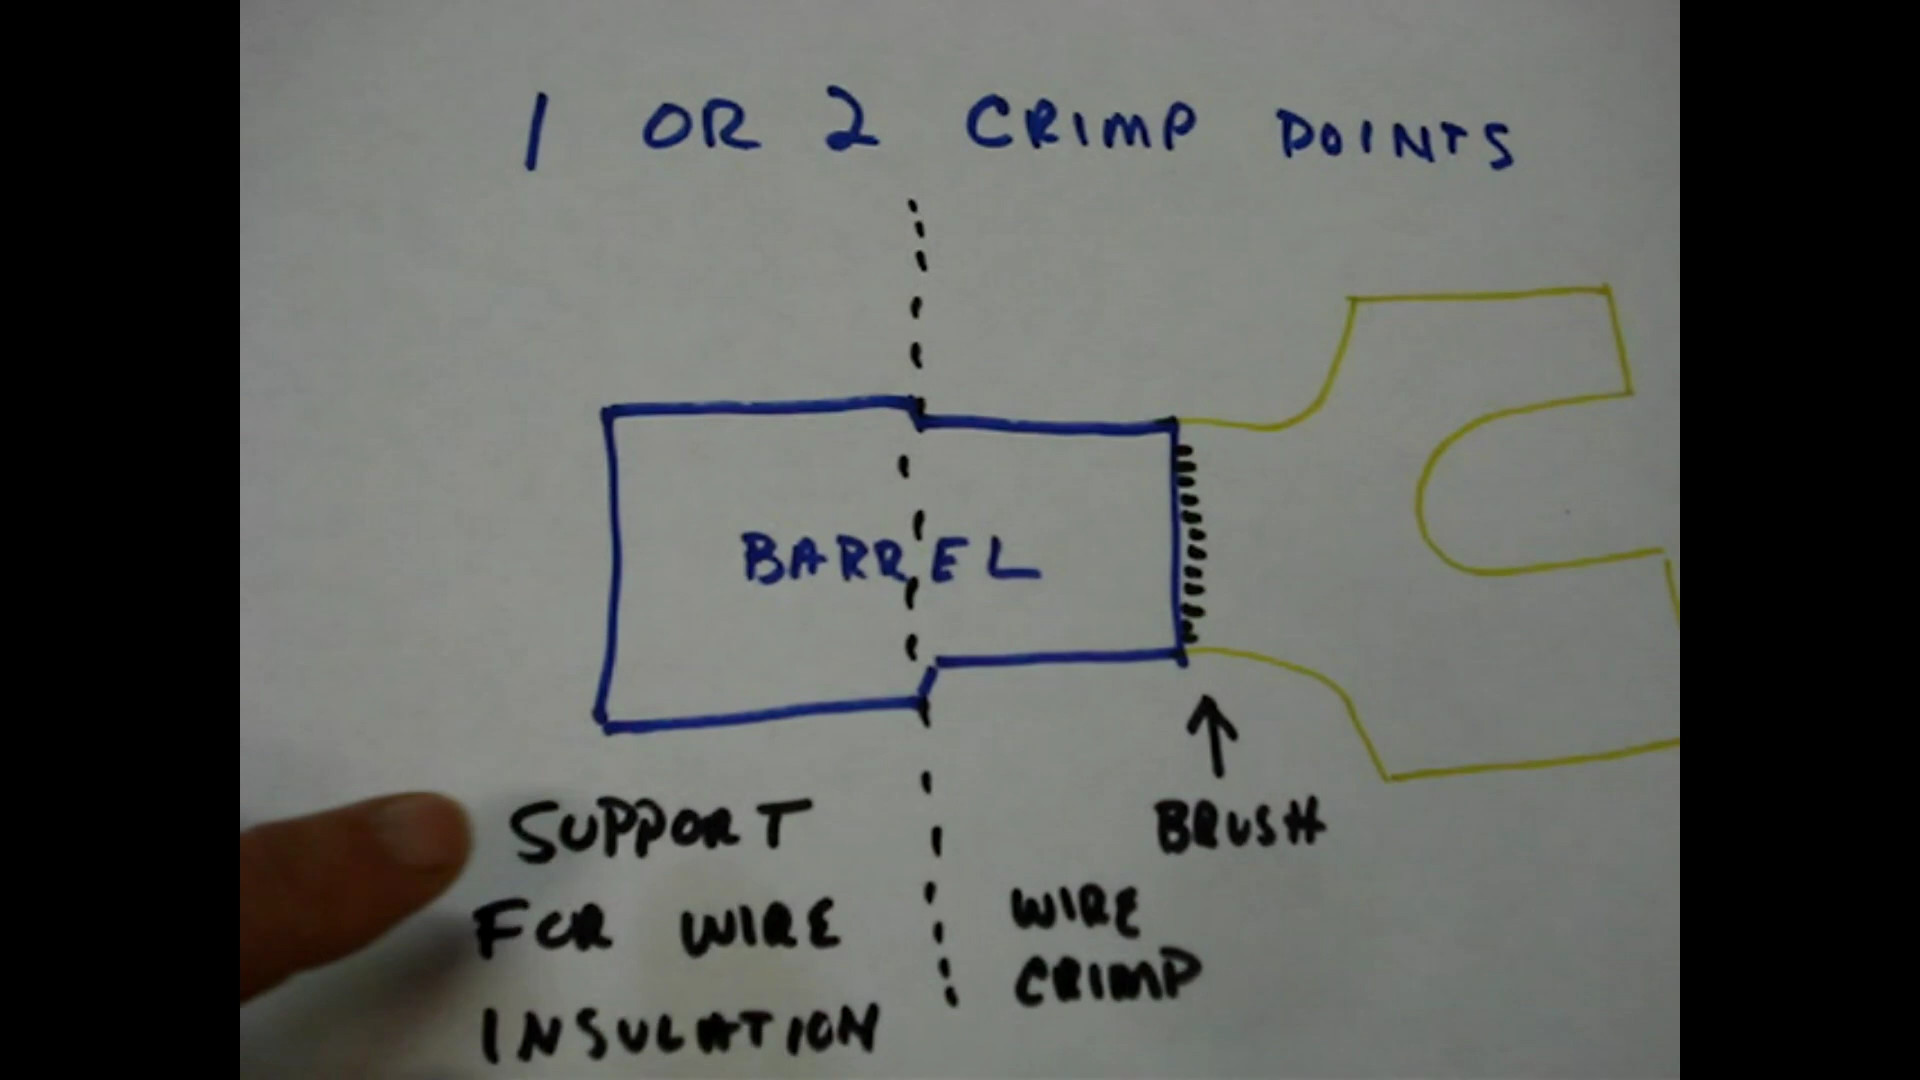 1 OR 2 CRIMP POINTS
BARREL
BRUSH
SUPPORT
FOR WIRE
INSULATION
WIRE
CRIMP